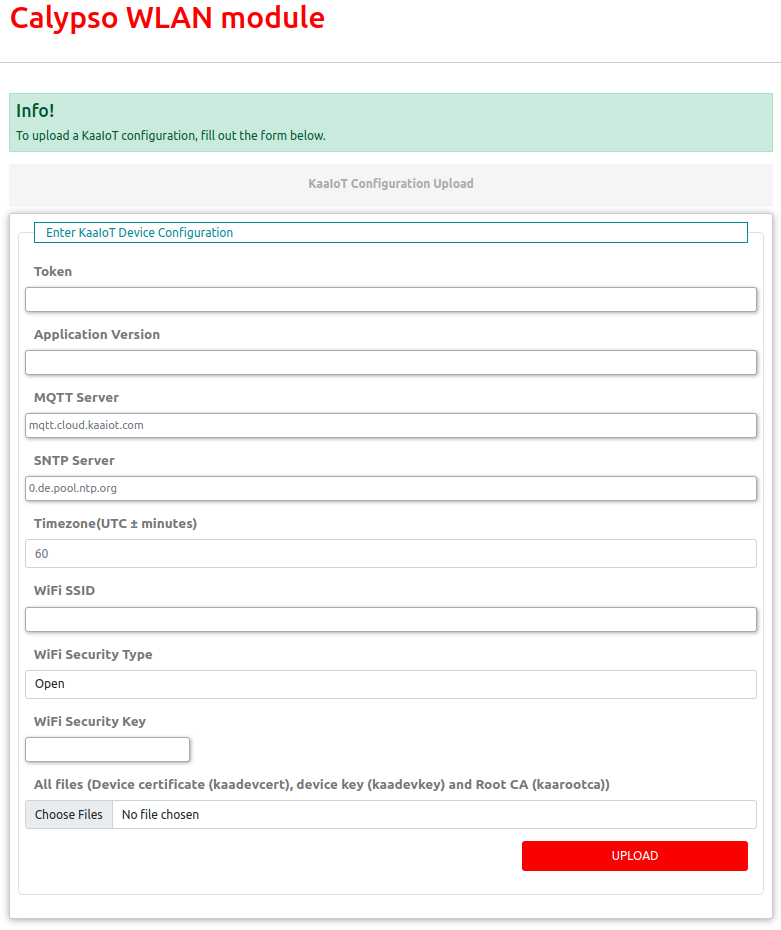 Calypso WLAN module
Info!
To upload a KaaIoT configuration, fill out the form below.
KaaIoT Configuration Upload
Enter KaaIoT Device Configuration
Token
Application Version
MQTT Server
mqtt.cloud.kaaiot.com
SNTP Server
0.de.pool.ntp.org
Timezone(UTC ± minutes)
60
WiFi SSID
WiFi Security Type
Open
WiFi Security Key
All files (Device certificate (kaadevcert), device key (kaadevkey) and Root CA (kaarootca))
Choose Files No file chosen
UPLOAD